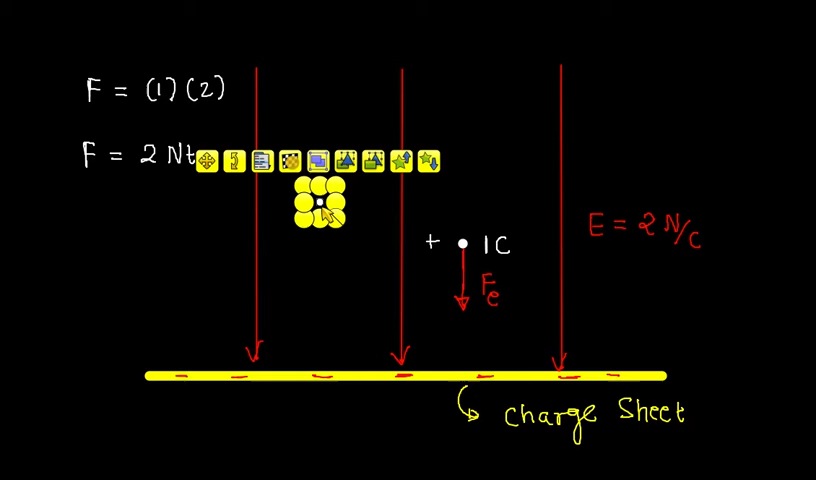 F = (1) (2)
F = 2 Nt
E = 2 N/C
+ 1C
Fe
- - - - - - -
Charge Sheet